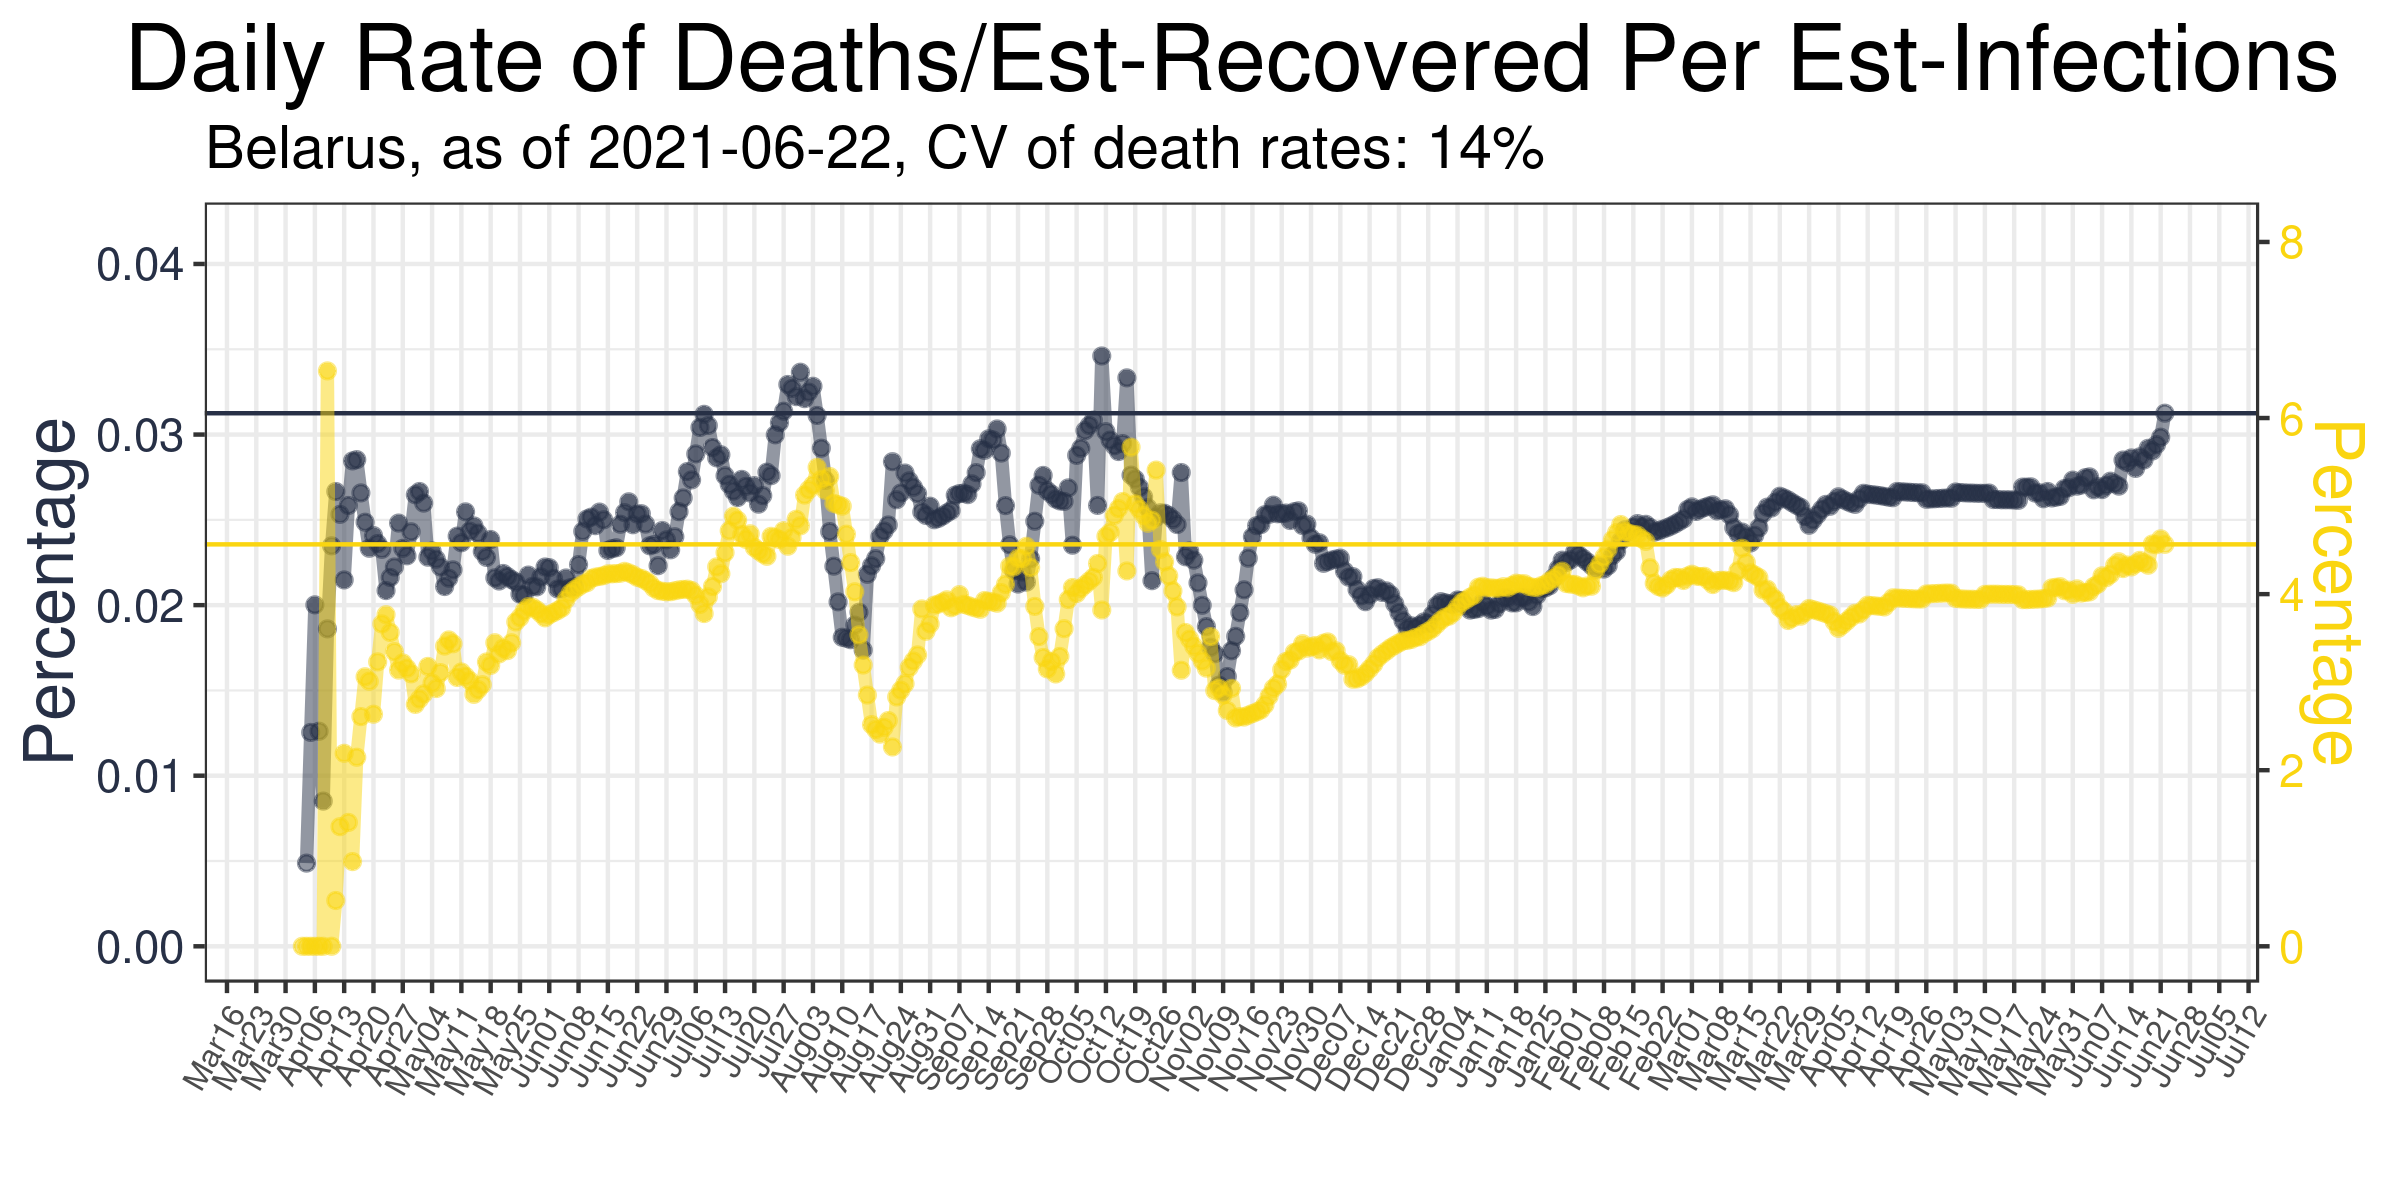 Daily Rate of Deaths/Est-Recovered Per Est-Infections
Belarus, as of 2021-06-22, CV of death rates: 14%
Percentage
0.04
0.03
0.02
0.01
0.00
8
6
4
2
0
Percentage
Mar16
Mar23
Mar30
Apr06
Apr13
Apr20
Apr27
May04
May11
May18
May25
Jun01
Jun08
Jun15
Jun22
Jun29
Jul06
Jul13
Jul20
Jul27
Aug03
Aug10
Aug17
Aug24
Aug31
Sep07
Sep14
Sep21
Sep28
Oct05
Oct12
Oct19
Oct26
Nov02
Nov09
Nov16
Nov23
Nov30
Dec07
Dec14
Dec21
Dec28
Jan04
Jan11
Jan18
Jan25
Feb01
Feb08
Feb15
Feb22
Mar01
Mar08
Mar15
Mar22
Mar29
Apr05
Apr12
Apr19
Apr26
May03
May10
May17
May24
May31
Jun07
Jun14
Jun21
Jun28
Jul05
Jul12